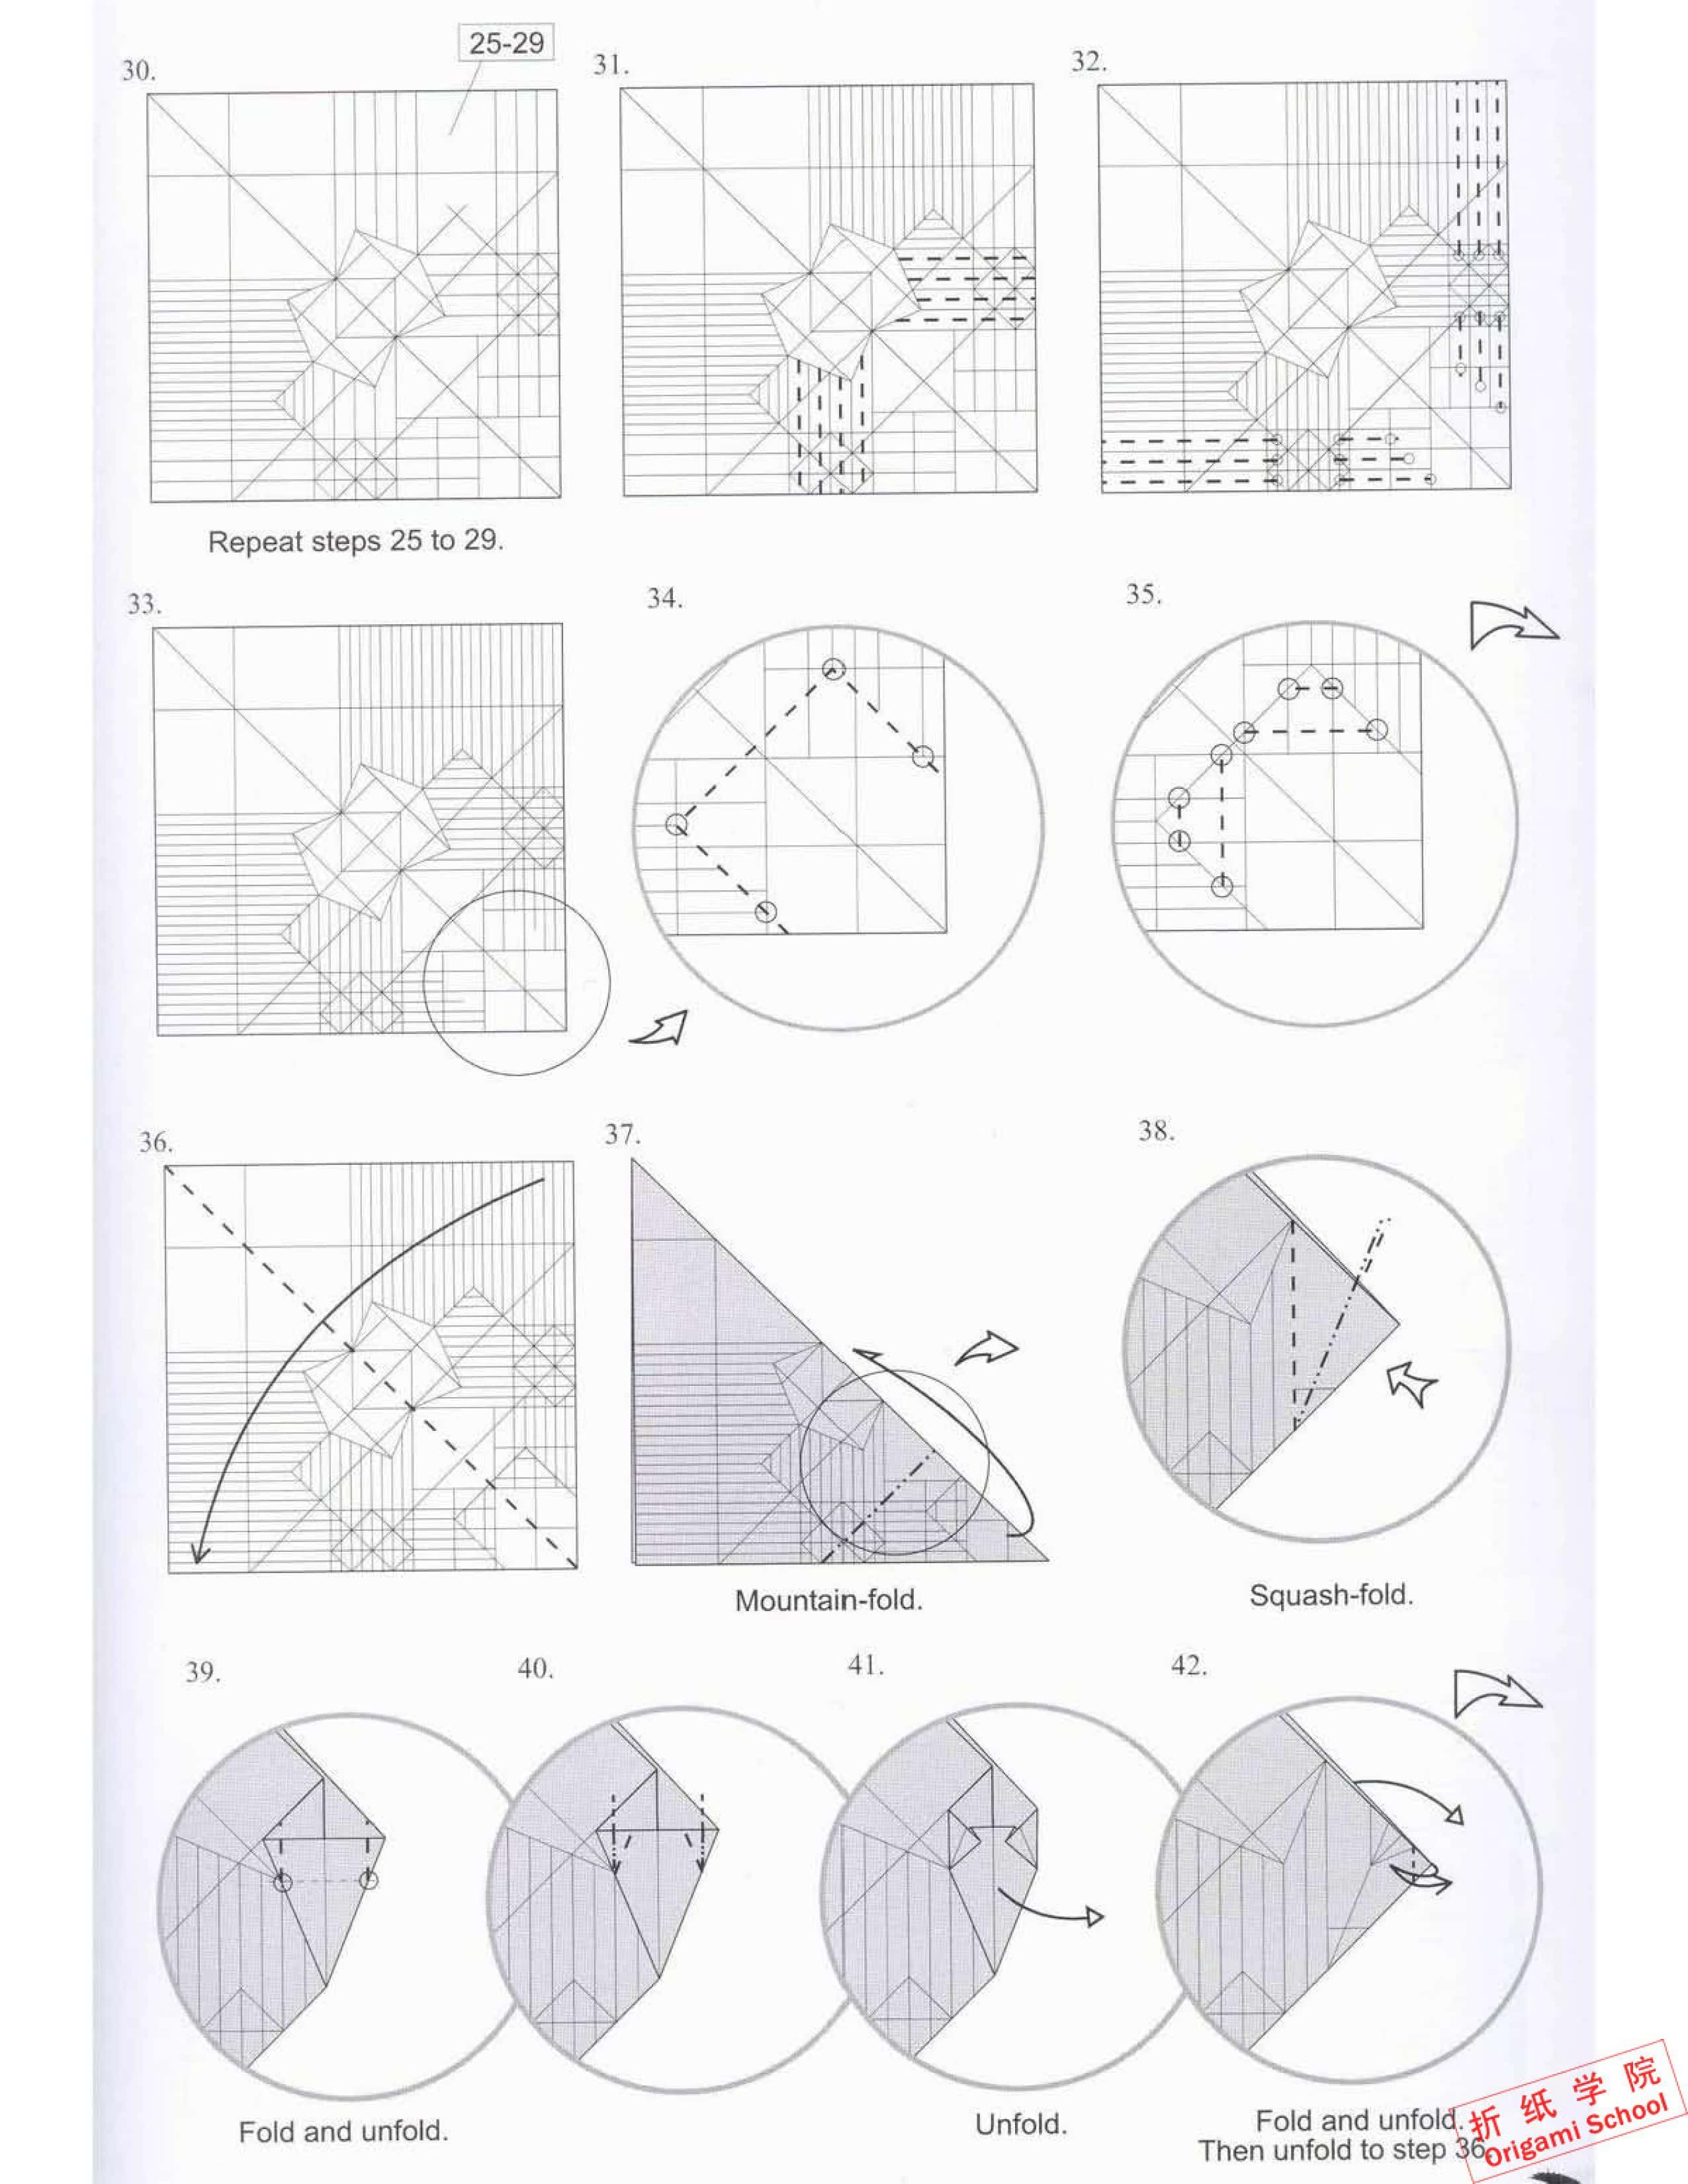 25-29
30.
31.
32.
Repeat steps 25 to 29.
33.
34.
35.
36.
37.
38.
Mountain-fold.
Squash-fold.
39.
40.
41.
42.
Fold and unfold.
Unfold.
Fold and unfold.
Then unfold to step 36.
折纸学院
Origami School